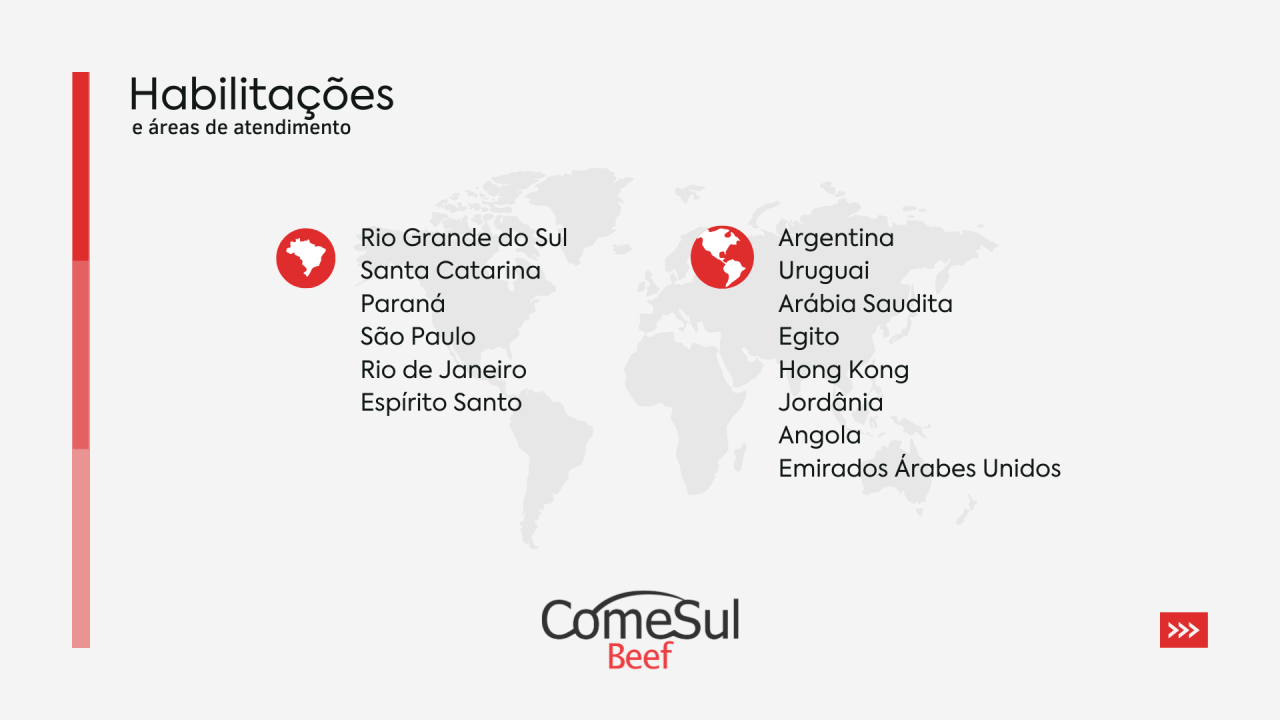 Habilitações
e áreas de atendimento
Rio Grande do Sul
Santa Catarina
Paraná
São Paulo
Rio de Janeiro
Espírito Santo
Argentina
Uruguai
Arábia Saudita
Egito
Hong Kong
Jordânia
Angola
Emirados Árabes Unidos
ComeSul
Beef